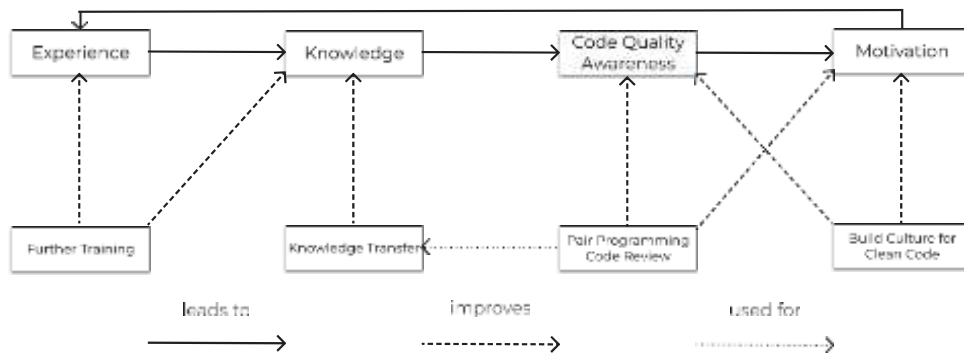 Experience
Knowledge
Code Quality
Awareness
Motivation
Further Training
Knowledge Transfer
Pair Programming
Code Review
Build Culture for
Clean Code
leads to
improves
used for